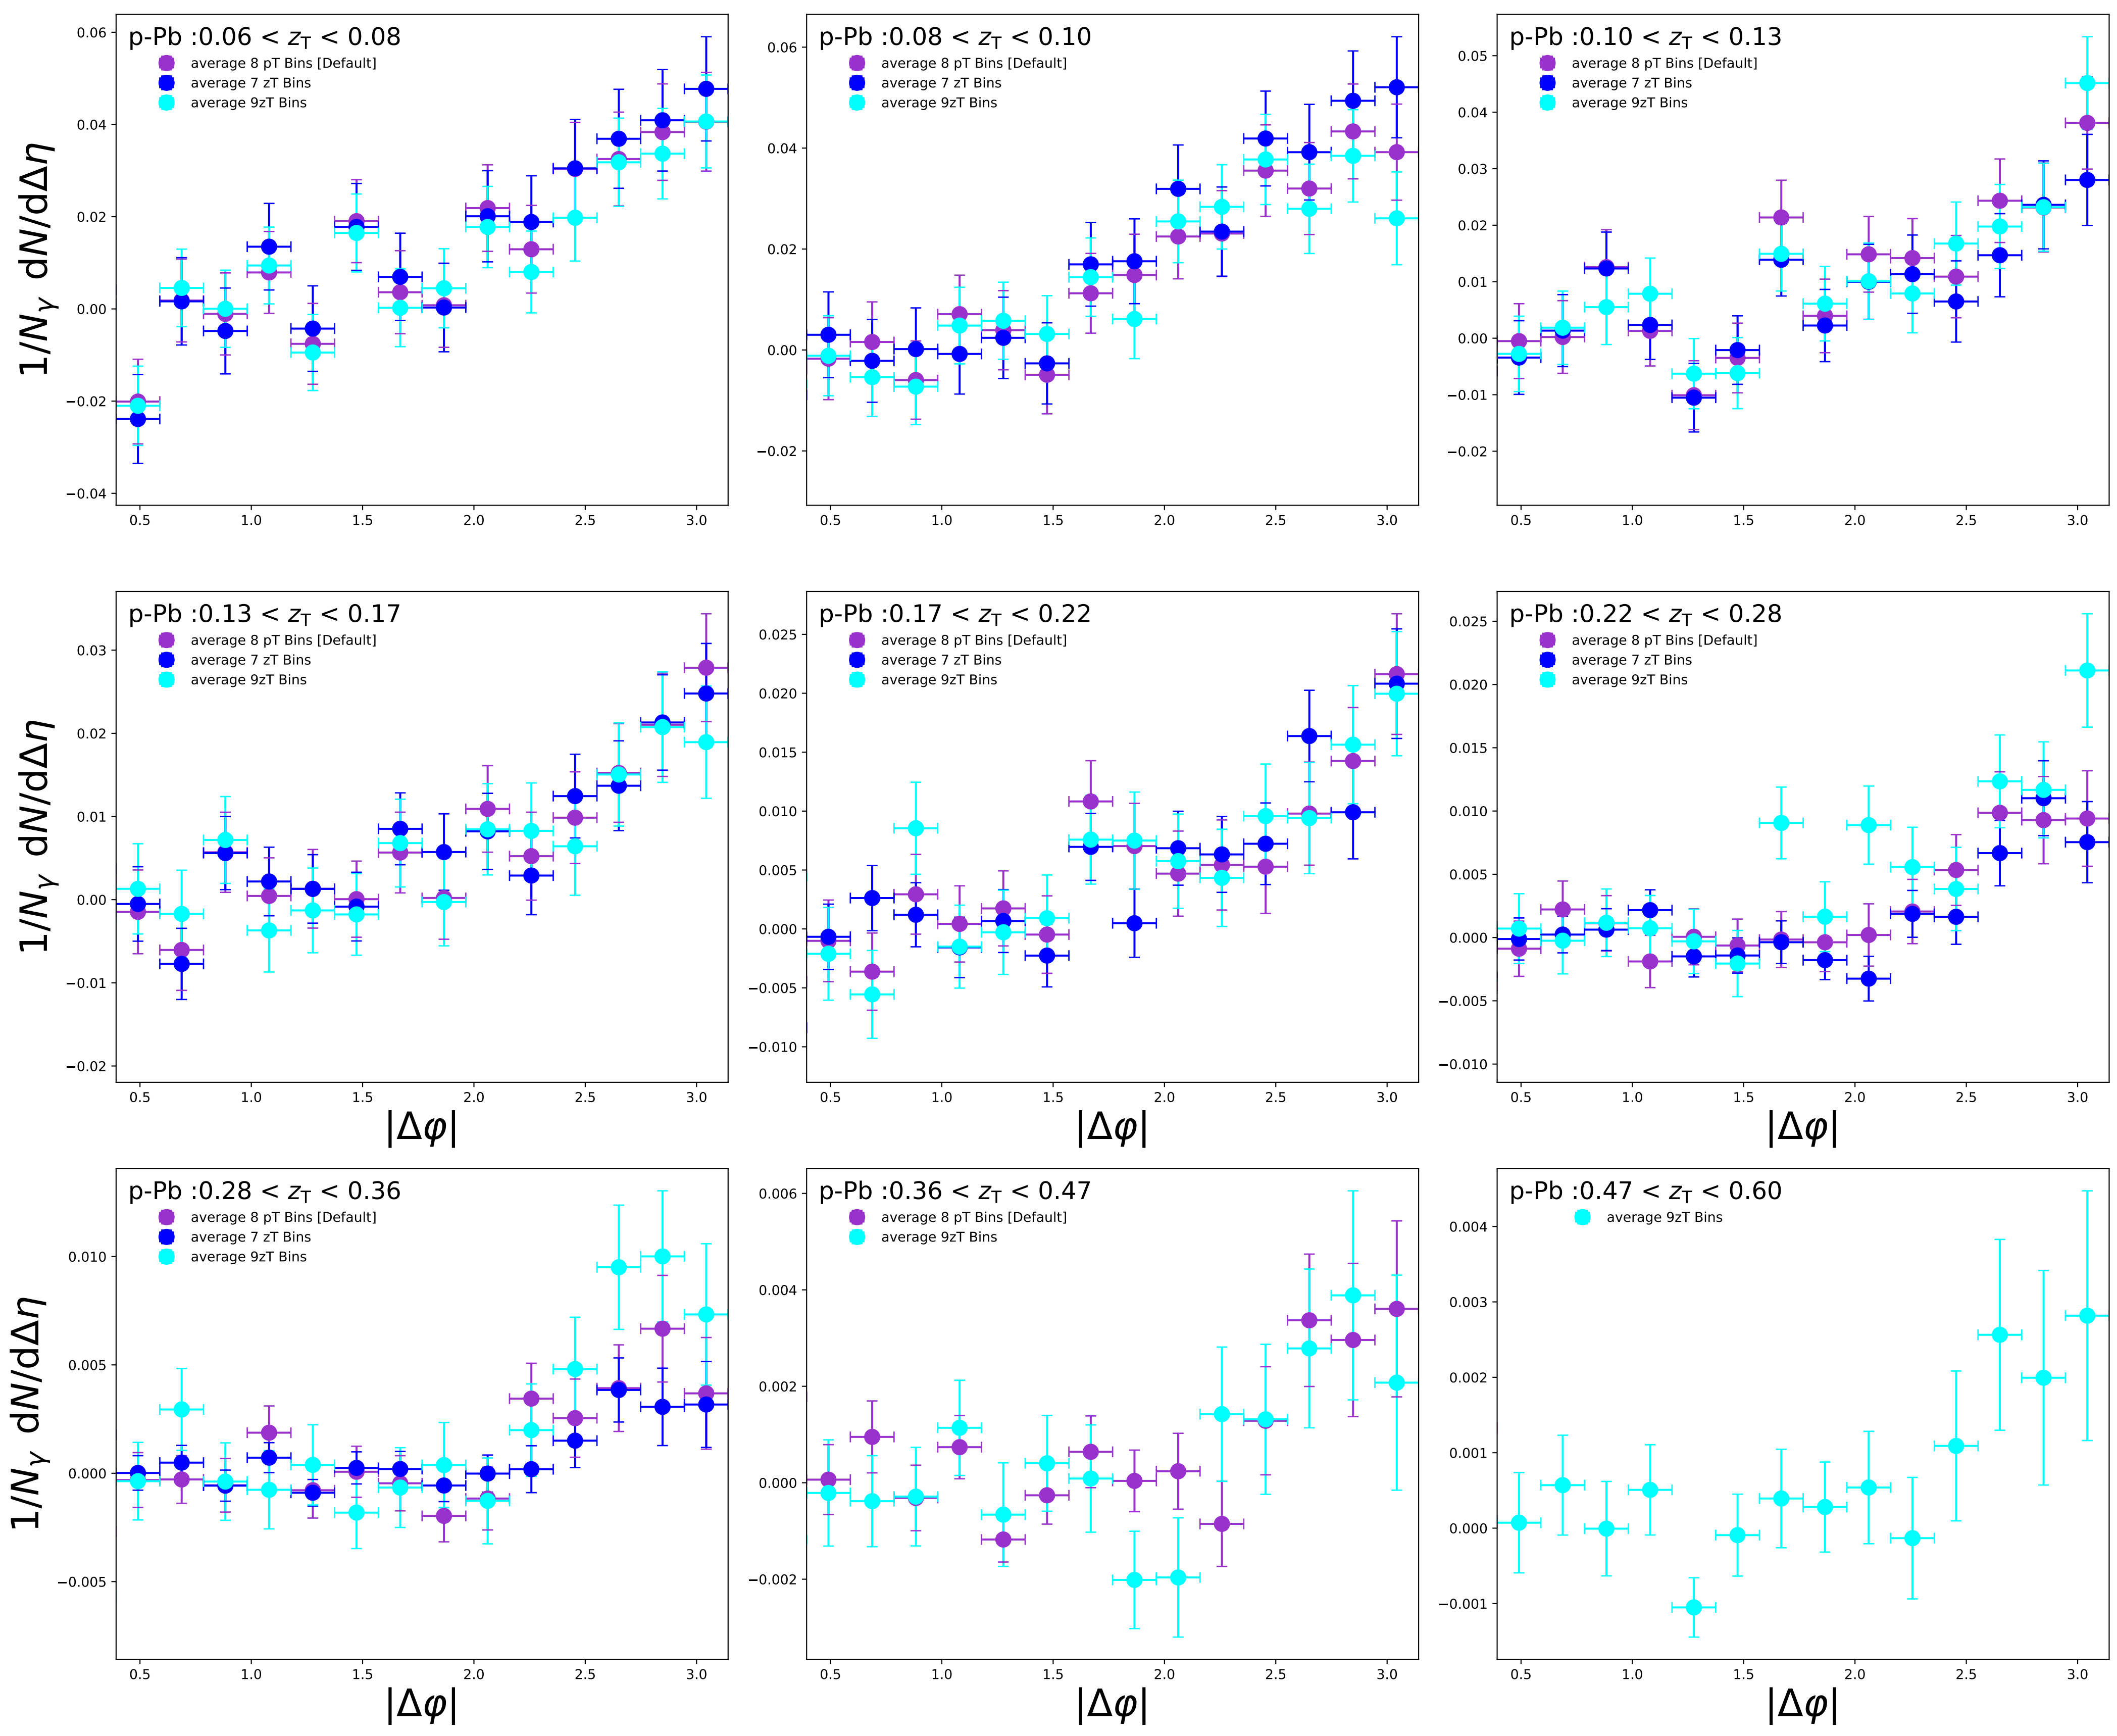 1/Nγ dN/dΔη
p-Pb :0.06 < zT < 0.08
average 8 pT Bins [Default]
average 7 zT Bins
average 9zT Bins
0.06
0.04
0.02
0.00
−0.02
−0.04
0.5 1.0 1.5 2.0 2.5 3.0
p-Pb :0.08 < zT < 0.10
average 8 pT Bins [Default]
average 7 zT Bins
average 9zT Bins
0.06
0.04
0.02
0.00
−0.02
0.5 1.0 1.5 2.0 2.5 3.0
p-Pb :0.10 < zT < 0.13
average 8 pT Bins [Default]
average 7 zT Bins
average 9zT Bins
0.05
0.04
0.03
0.02
0.01
0.00
−0.01
−0.02
0.5 1.0 1.5 2.0 2.5 3.0
1/Nγ dN/dΔη
p-Pb :0.13 < zT < 0.17
average 8 pT Bins [Default]
average 7 zT Bins
average 9zT Bins
0.03
0.02
0.01
0.00
−0.01
−0.02
0.5 1.0 1.5 2.0 2.5 3.0
|Δφ|
p-Pb :0.17 < zT < 0.22
average 8 pT Bins [Default]
average 7 zT Bins
average 9zT Bins
0.025
0.020
0.015
0.010
0.005
0.000
−0.005
−0.010
0.5 1.0 1.5 2.0 2.5 3.0
|Δφ|
p-Pb :0.22 < zT < 0.28
average 8 pT Bins [Default]
average 7 zT Bins
average 9zT Bins
0.025
0.020
0.015
0.010
0.005
0.000
−0.005
−0.010
0.5 1.0 1.5 2.0 2.5 3.0
|Δφ|
1/Nγ dN/dΔη
p-Pb :0.28 < zT < 0.36
average 8 pT Bins [Default]
average 7 zT Bins
average 9zT Bins
0.010
0.005
0.000
−0.005
0.5 1.0 1.5 2.0 2.5 3.0
|Δφ|
p-Pb :0.36 < zT < 0.47
average 8 pT Bins [Default]
average 9zT Bins
0.006
0.004
0.002
0.000
−0.002
0.5 1.0 1.5 2.0 2.5 3.0
|Δφ|
p-Pb :0.47 < zT < 0.60
average 9zT Bins
0.004
0.003
0.002
0.001
0.000
−0.001
0.5 1.0 1.5 2.0 2.5 3.0
|Δφ|